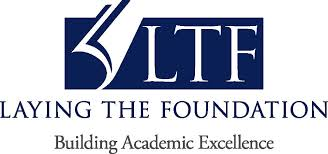 LTF
LAYING THE FOUNDATION
Building Academic Excellence